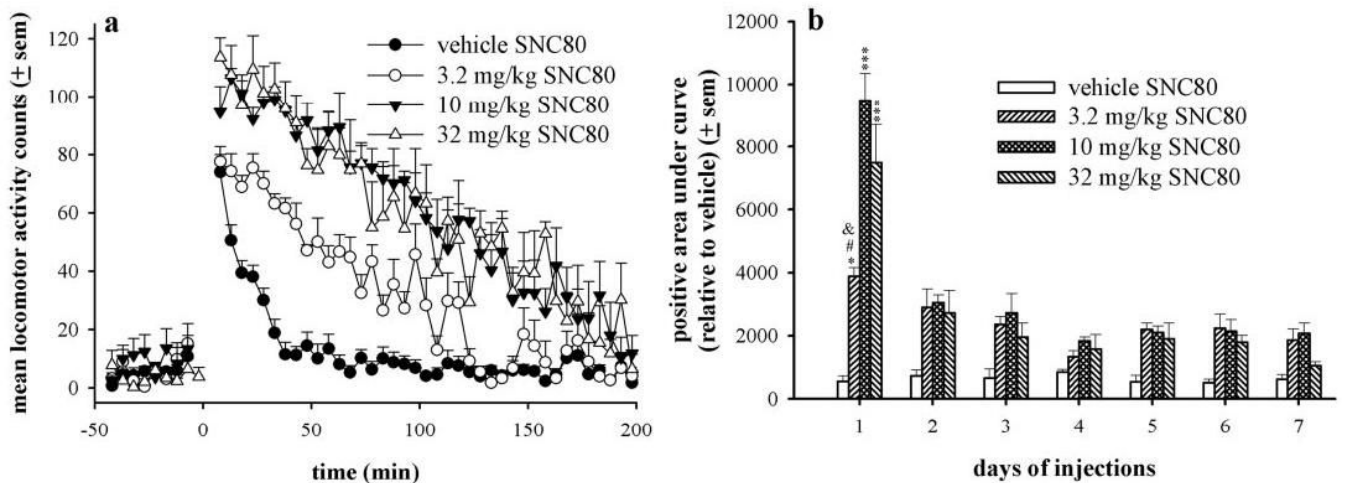 a
mean locomotor activity counts (± sem)
120
100
80
60
40
20
0
vehicle SNC80
3.2 mg/kg SNC80
10 mg/kg SNC80
32 mg/kg SNC80
-50
0
50
100
150
200
time (min)
b
positive area under curve
(relative to vehicle) (± sem)
12000
10000
8000
6000
4000
2000
0
***
***
&
#
*
vehicle SNC80
3.2 mg/kg SNC80
10 mg/kg SNC80
32 mg/kg SNC80
1
2
3
4
5
6
7
days of injections